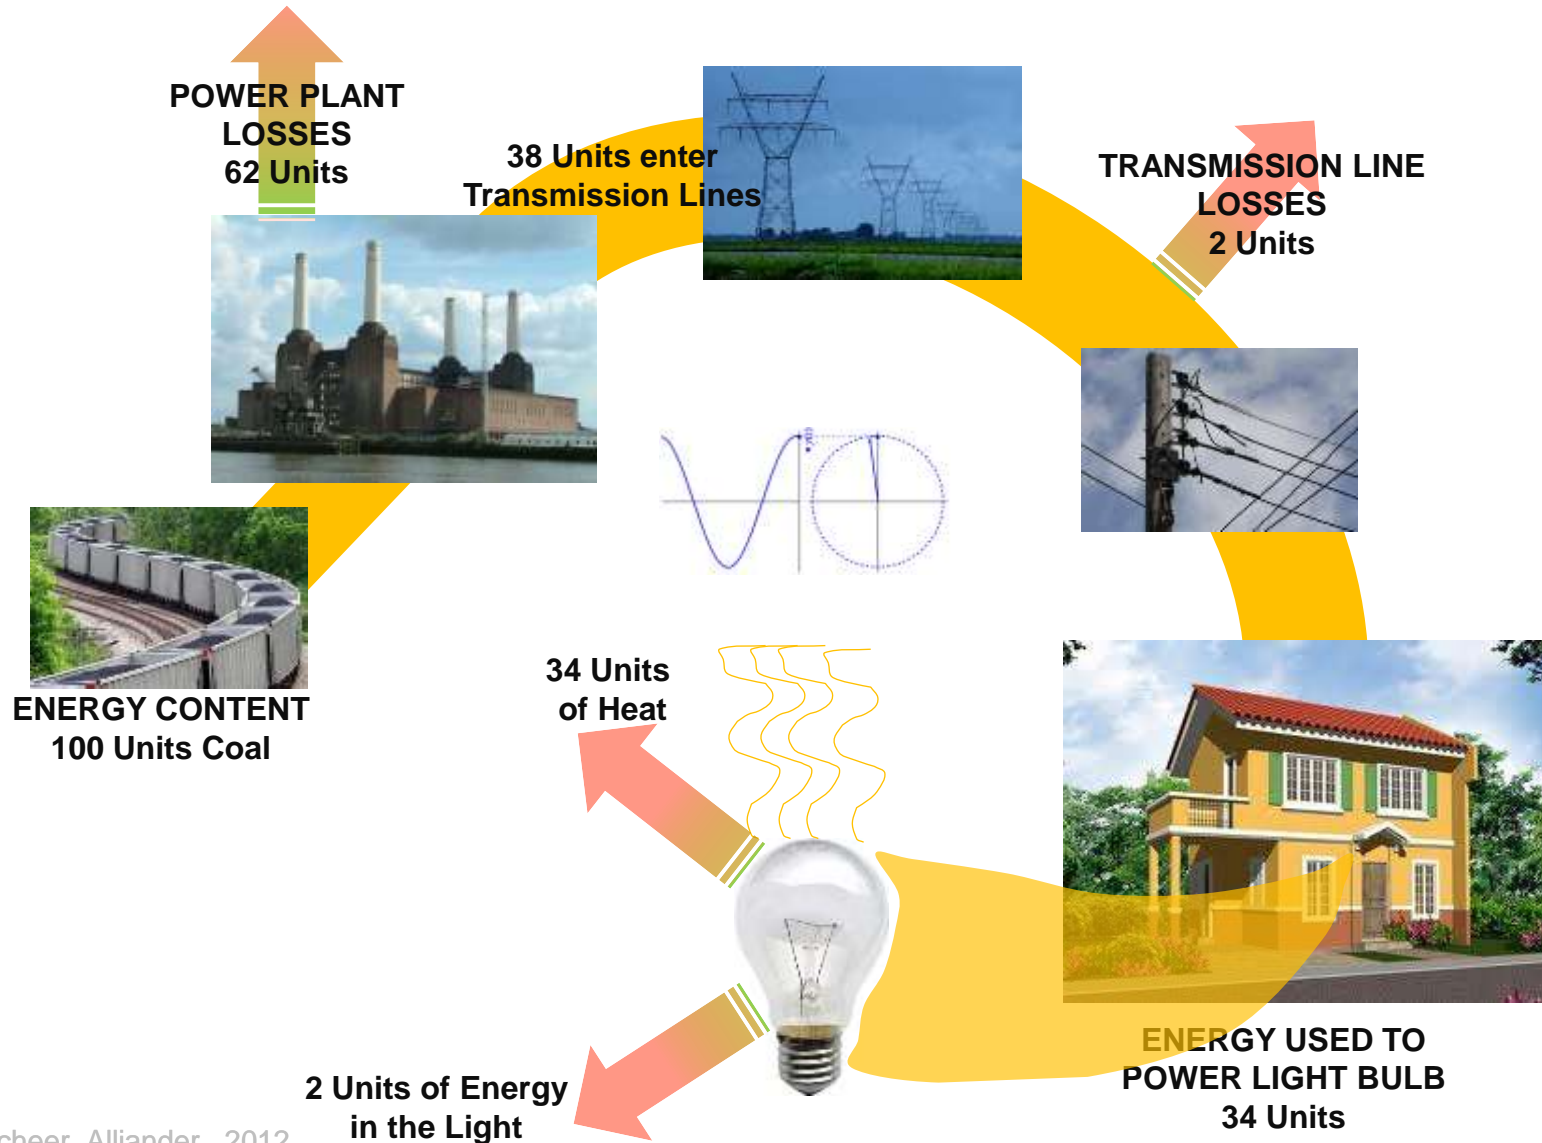 POWER PLANT
LOSSES
62 Units
38 Units enter
Transmission Lines
TRANSMISSION LINE
LOSSES
2 Units
ENERGY CONTENT
100 Units Coal
34 Units
of Heat
2 Units of Energy
in the Light
ENERGY USED TO
POWER LIGHT BULB
34 Units
Alliander, 2012